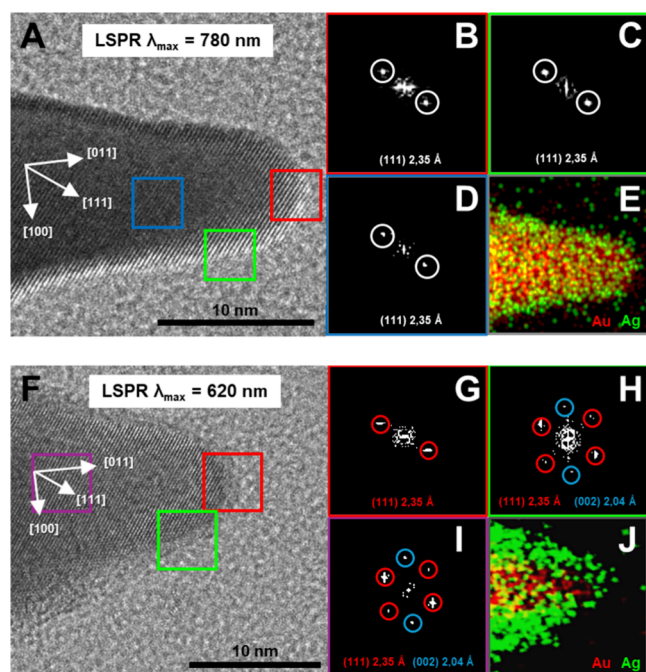 A
LSPR λmax = 780 nm
[011]
[111]
[100]
10 nm
B
(111) 2,35 Å
C
(111) 2,35 Å
D
(111) 2,35 Å
E
Au Ag
F
LSPR λmax = 620 nm
[011]
[111]
[100]
10 nm
G
(111) 2,35 Å
H
(111) 2,35 Å (002) 2,04 Å
I
(111) 2,35 Å (002) 2,04 Å
J
Au Ag